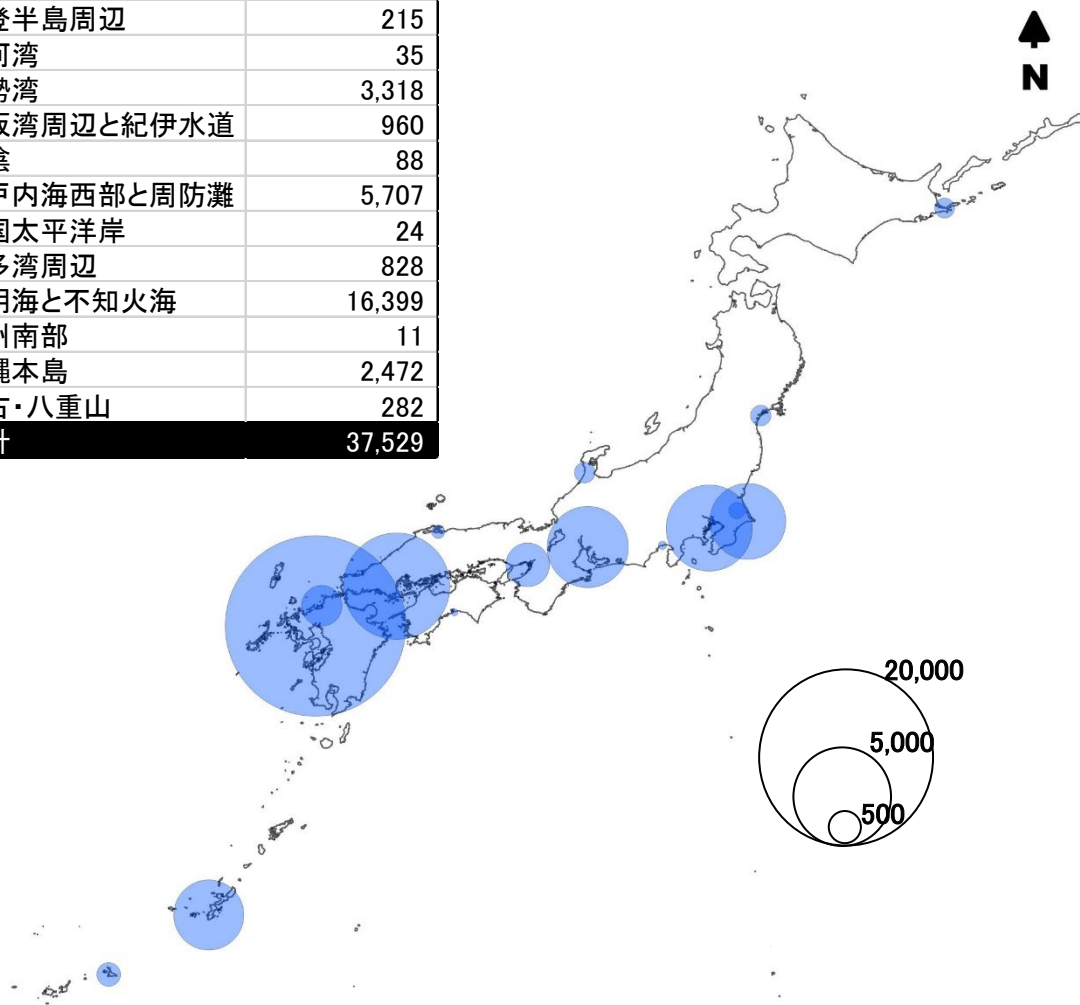 登半島周辺 215
河湾 35
勢湾 3,318
阪湾周辺と紀伊水道 960
陰 88
戸内海西部と周防灘 5,707
国太平洋岸 24
多湾周辺 828
明海と不知火海 16,399
州南部 11
縄本島 2,472
古・八重山 282
計 37,529
N
20,000
5,000
500